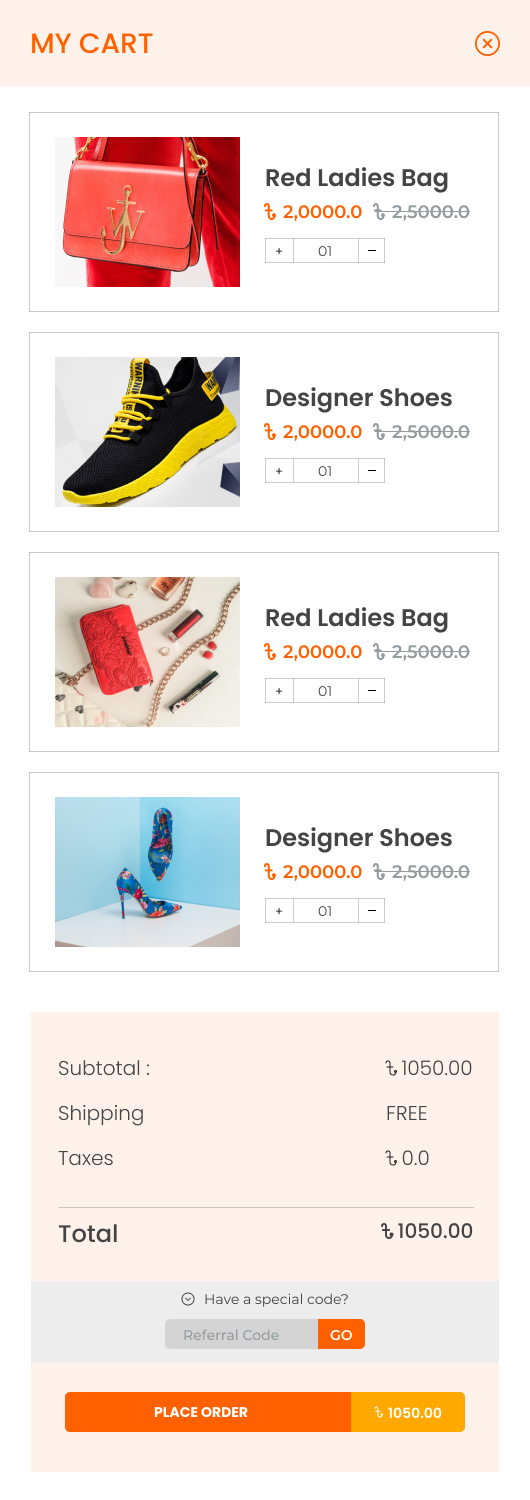 MY CART
Red Ladies Bag
৳ 2,0000.0 ৳ 2,5000.0
+ 01 −
WARNING
Designer Shoes
৳ 2,0000.0 ৳ 2,5000.0
+ 01 −
Red Ladies Bag
৳ 2,0000.0 ৳ 2,5000.0
+ 01 −
Designer Shoes
৳ 2,0000.0 ৳ 2,5000.0
+ 01 −
Subtotal : ৳ 1050.00
Shipping FREE
Taxes ৳ 0.0
Total ৳ 1050.00
Have a special code?
Referral Code GO
PLACE ORDER ৳ 1050.00